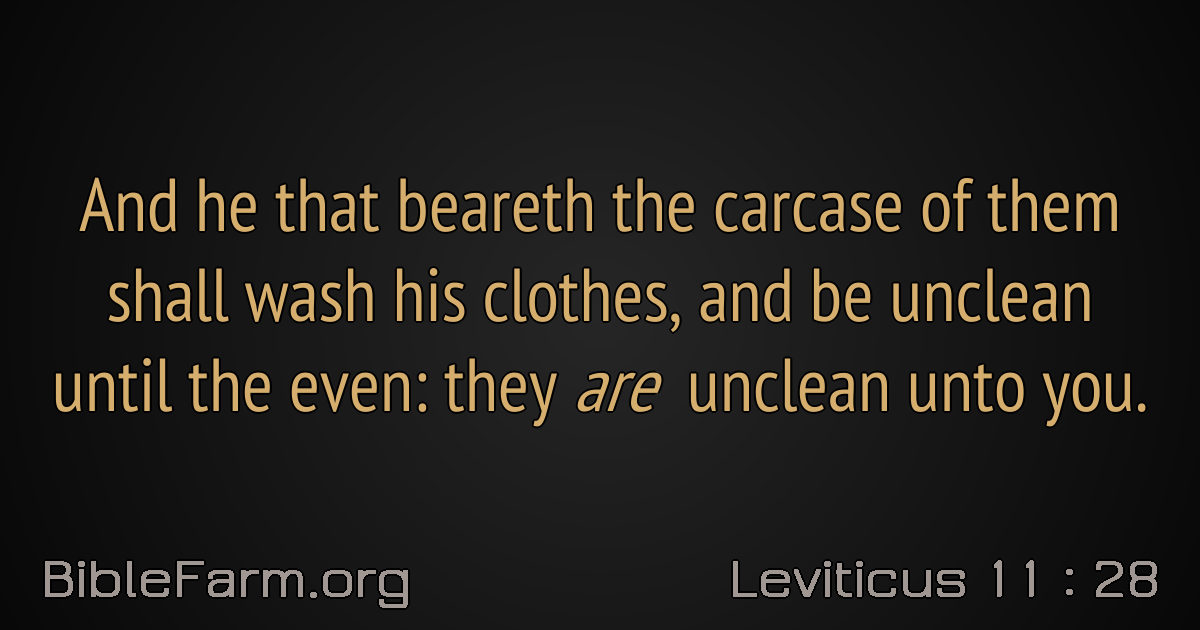 And he that beareth the carcase of them
shall wash his clothes, and be unclean
until the even: they are unclean unto you.
BibleFarm.org
Leviticus 11 : 28